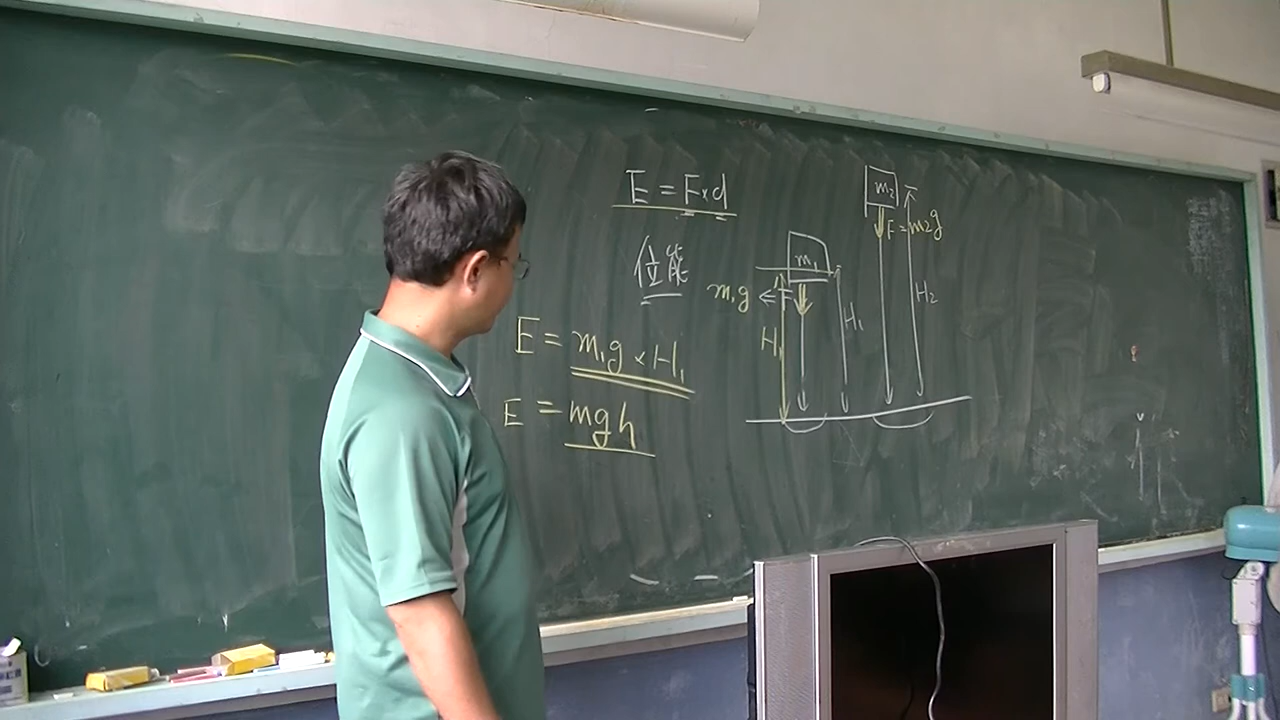 E = F×d
位能
E = m₁g × H₁
E = mgh
m₁
m₁g ⇐ F
H₁
H₁
m₂
F = m₂g
H₂